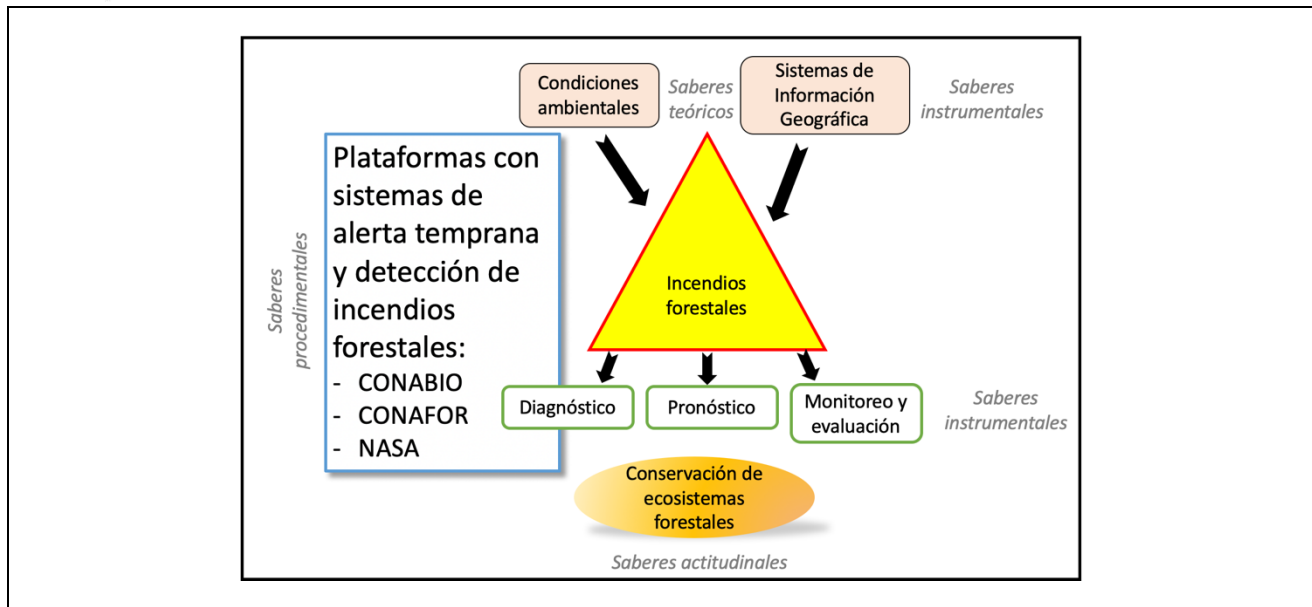 Condiciones
ambientales
Saberes
teóricos
Sistemas de
Información
Geográfica
Saberes
instrumentales
Plataformas con
sistemas de
alerta temprana
y detección de
incendios
forestales:
- CONABIO
- CONAFOR
- NASA
Saberes
procedimentales
Incendios
forestales
Diagnóstico
Pronóstico
Monitoreo y
evaluación
Saberes
instrumentales
Conservación de
ecosistemas
forestales
Saberes actitudinales